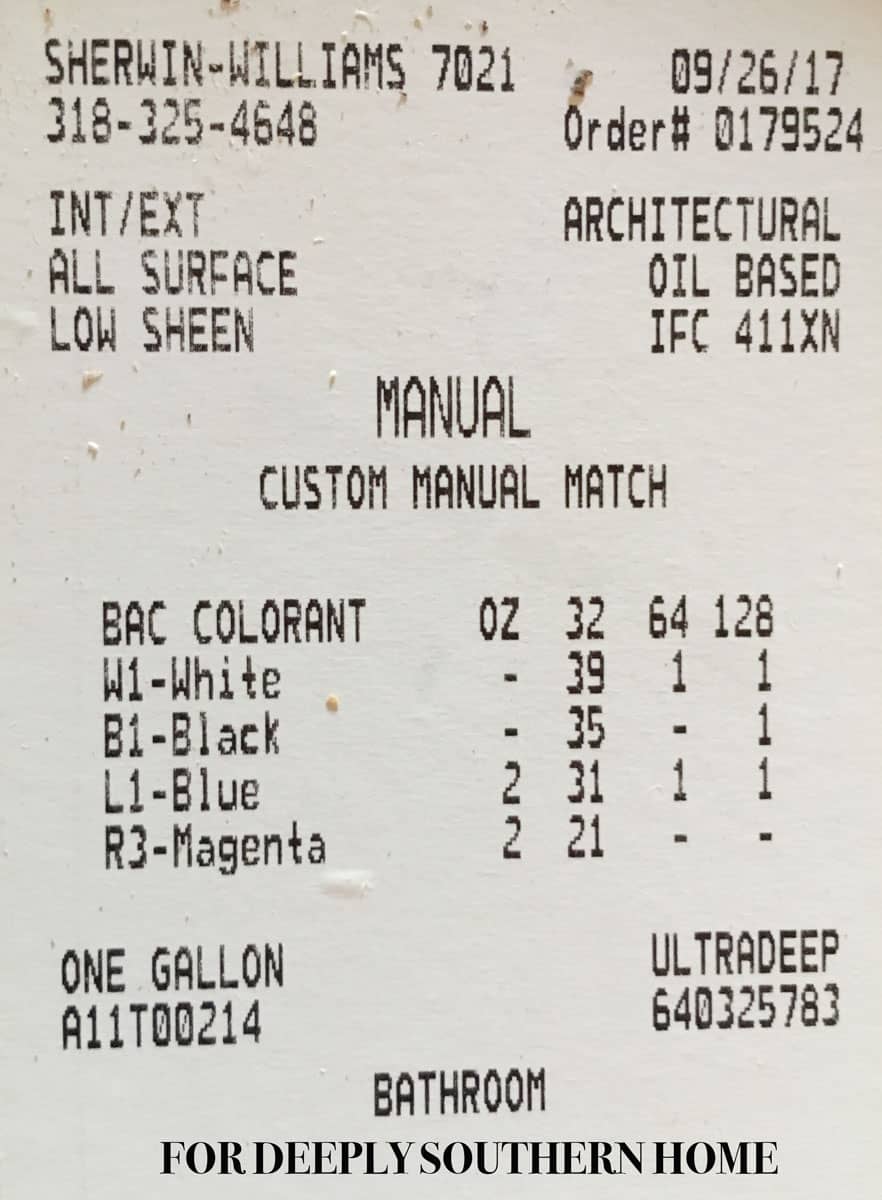 SHERWIN-WILLIAMS 7021 09/26/17
318-325-4648 Order# 0179524
INT/EXT ARCHITECTURAL
ALL SURFACE OIL BASED
LOW SHEEN IFC 411XN
MANUAL
CUSTOM MANUAL MATCH
BAC COLORANT OZ 32 64 128
W1-White - 39 1 1
B1-Black - 35 - 1
L1-Blue 2 31 1 1
R3-Magenta 2 21 - -
ONE GALLON ULTRADEEP
A11T00214 640325783
BATHROOM
FOR DEEPLY SOUTHERN HOME